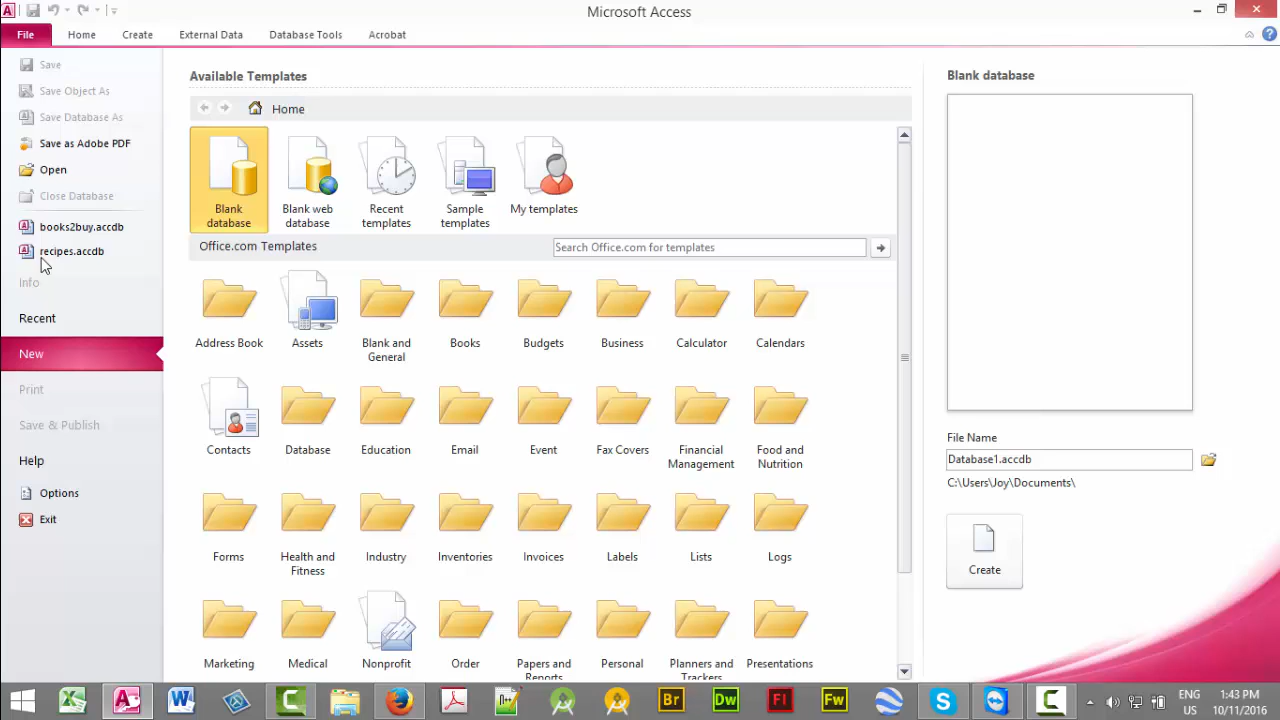 Microsoft Access
File Home Create External Data Database Tools Acrobat
Save
Save Object As
Save Database As
Save as Adobe PDF
Open
Close Database
books2buy.accdb
recipes.accdb
Info
Recent
New
Print
Save & Publish
Help
Options
Exit
Available Templates
Home
Blank database
Blank web database
Recent templates
Sample templates
My templates
Office.com Templates
Search Office.com for templates
Address Book
Assets
Blank and General
Books
Budgets
Business
Calculator
Calendars
Contacts
Database
Education
Email
Event
Fax Covers
Financial Management
Food and Nutrition
Forms
Health and Fitness
Industry
Inventories
Invoices
Labels
Lists
Logs
Marketing
Medical
Nonprofit
Order
Papers and Reports
Personal
Planners and Trackers
Presentations
Blank database
File Name
Database1.accdb
C:\Users\Joy\Documents\
Create
Br Dw Fl Fw
ENG
US
1:43 PM
10/11/2016